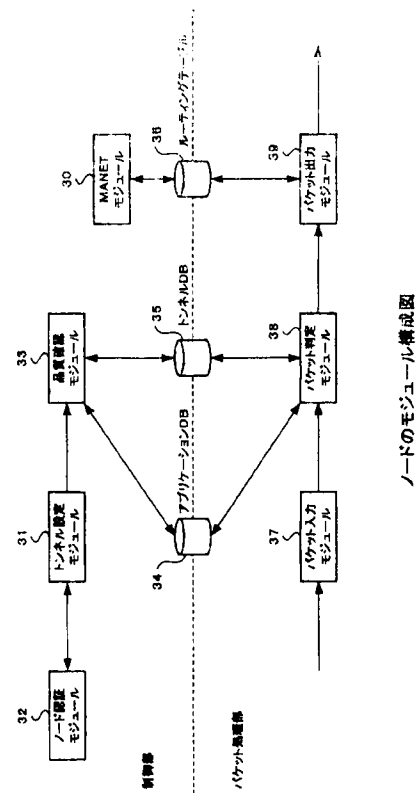 32
ノード認証
モジュール
31
トンネル設定
モジュール
33
品質確認
モジュール
30
MANET
モジュール
制御部
34
アプリケーションDB
35
トンネルDB
36
ルーティングテーブル
パケット処理部
37
パケット入力
モジュール
38
パケット判定
モジュール
39
パケット出力
モジュール
ノードのモジュール構成図